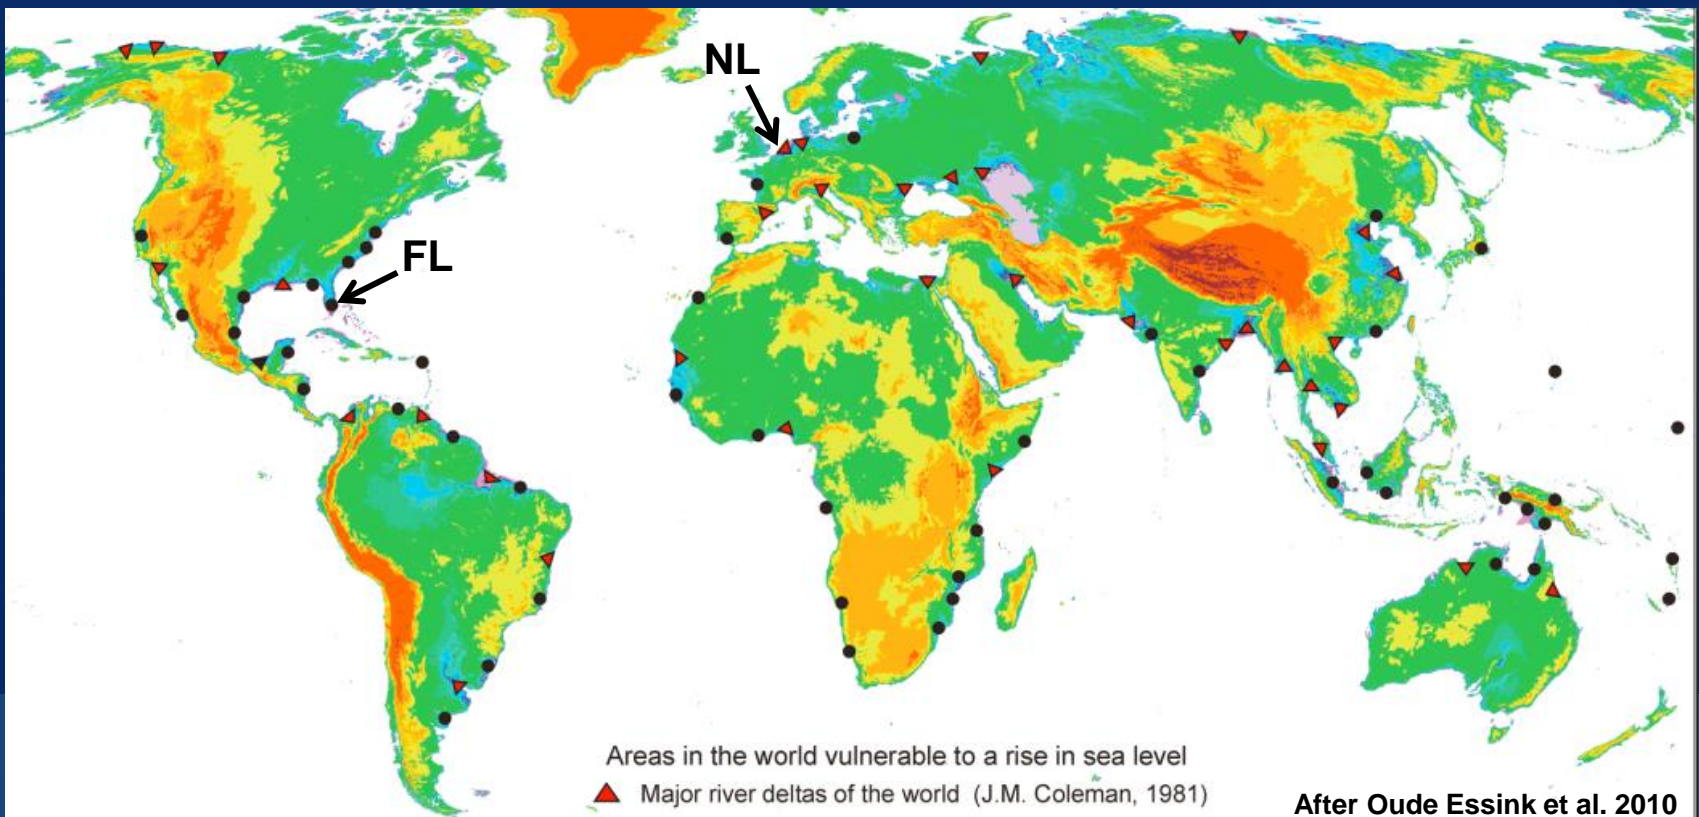 NL
FL
Areas in the world vulnerable to a rise in sea level
Major river deltas of the world (J.M. Coleman, 1981)
After Oude Essink et al. 2010